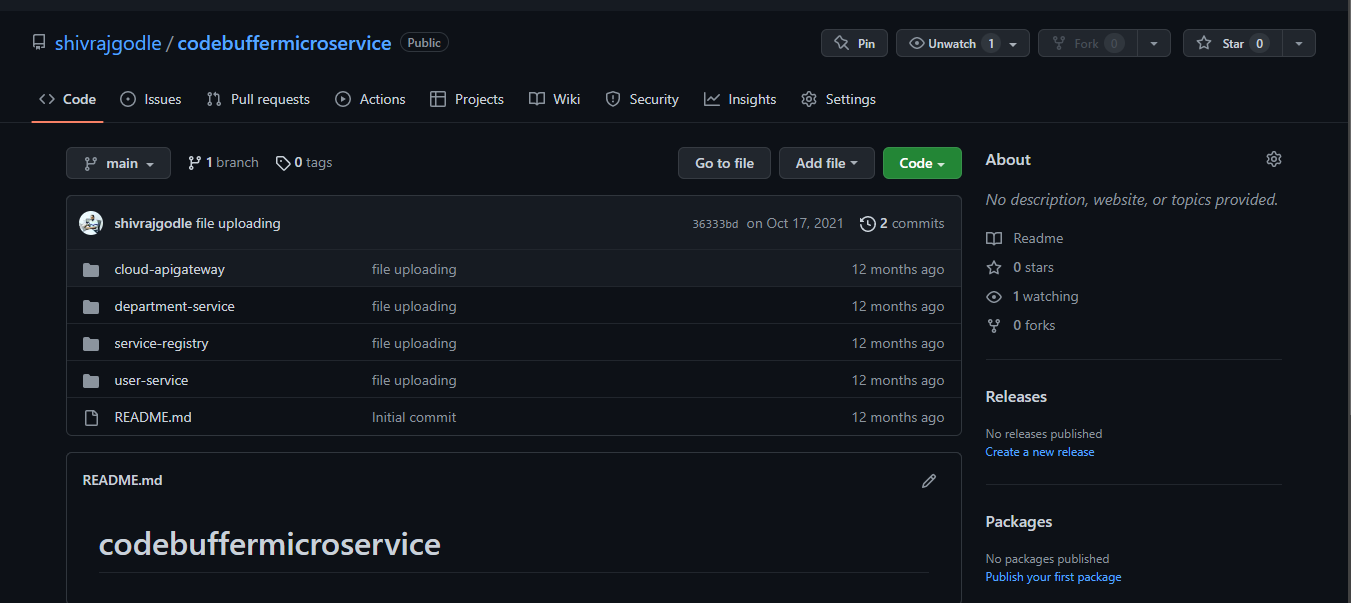 shivrajgodle / codebuffermicroservice Public
Pin
Unwatch 1
Fork 0
Star 0
Code Issues Pull requests Actions Projects Wiki Security Insights Settings
main 1 branch 0 tags
Go to file Add file Code
shivrajgodle file uploading 36333bd on Oct 17, 2021 2 commits
cloud-apigateway file uploading 12 months ago
department-service file uploading 12 months ago
service-registry file uploading 12 months ago
user-service file uploading 12 months ago
README.md Initial commit 12 months ago
README.md
codebuffermicroservice
About
No description, website, or topics provided.
Readme
0 stars
1 watching
0 forks
Releases
No releases published
Create a new release
Packages
No packages published
Publish your first package